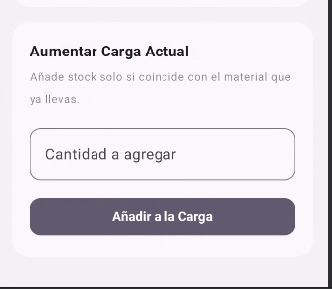 Aumentar Carga Actual
Añade stock solo si coincide con el material que
ya llevas.
Cantidad a agregar
Añadir a la Carga